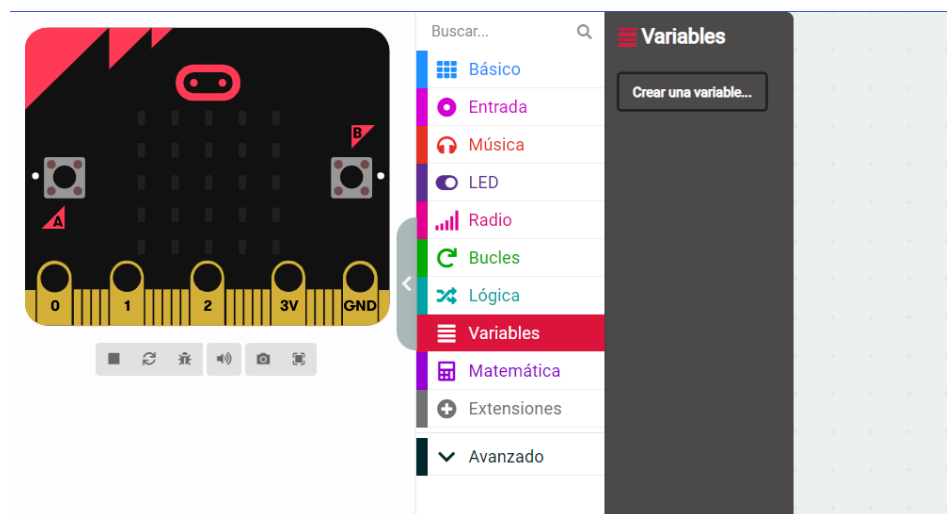 B
A
0
1
2
3V
GND
Buscar...
Básico
Entrada
Música
LED
Radio
Bucles
Lógica
Variables
Matemática
Extensiones
Avanzado
Variables
Crear una variable...